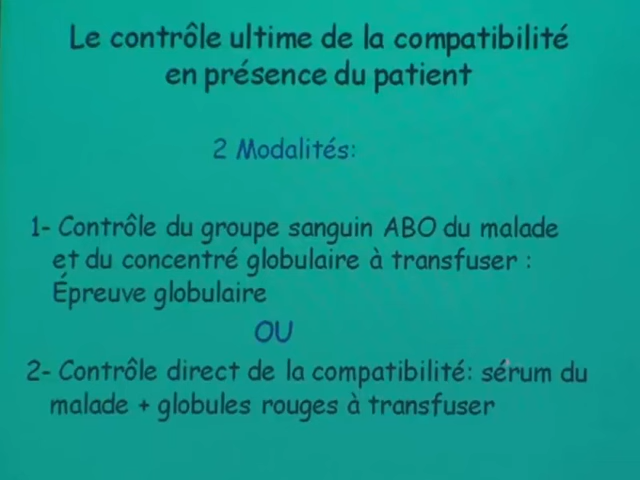 Le contrôle ultime de la compatibilité
en présence du patient
2 Modalités:
1- Contrôle du groupe sanguin ABO du malade
et du concentré globulaire à transfuser :
Épreuve globulaire
OU
2- Contrôle direct de la compatibilité: sérum du
malade + globules rouges à transfuser